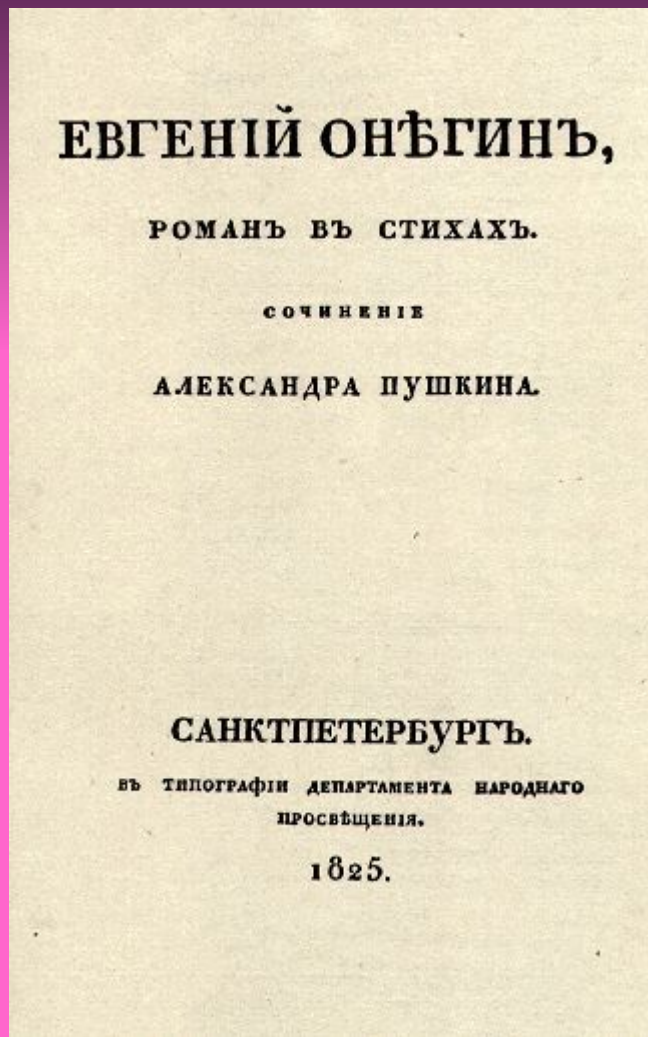 ЕВГЕНІЙ ОНѢГИНЪ,
РОМАНЪ ВЪ СТИХАХЪ.
СОЧИНЕНІЕ
АЛЕКСАНДРА ПУШКИНА.
САНКТПЕТЕРБУРГЪ.
ВЪ ТИПОГРАФІИ ДЕПАРТАМЕНТА НАРОДНАГО
ПРОСВѢЩЕНІЯ.
1825.